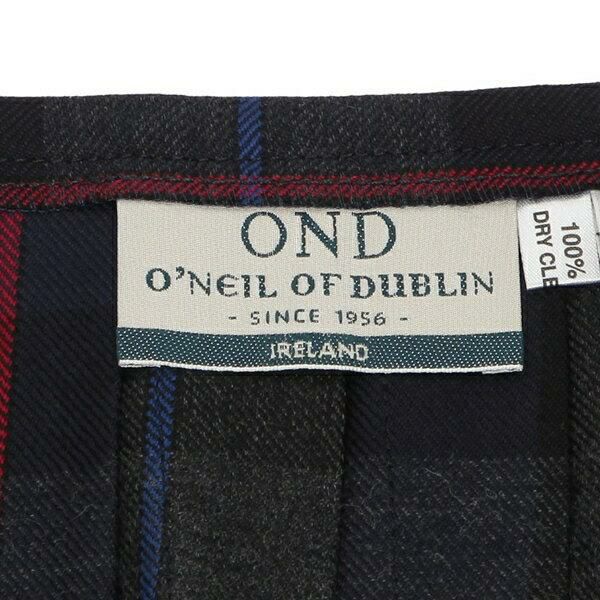 OND
O'NEIL OF DUBLIN
- SINCE 1956 -
IRELAND
100%
DRY CLE